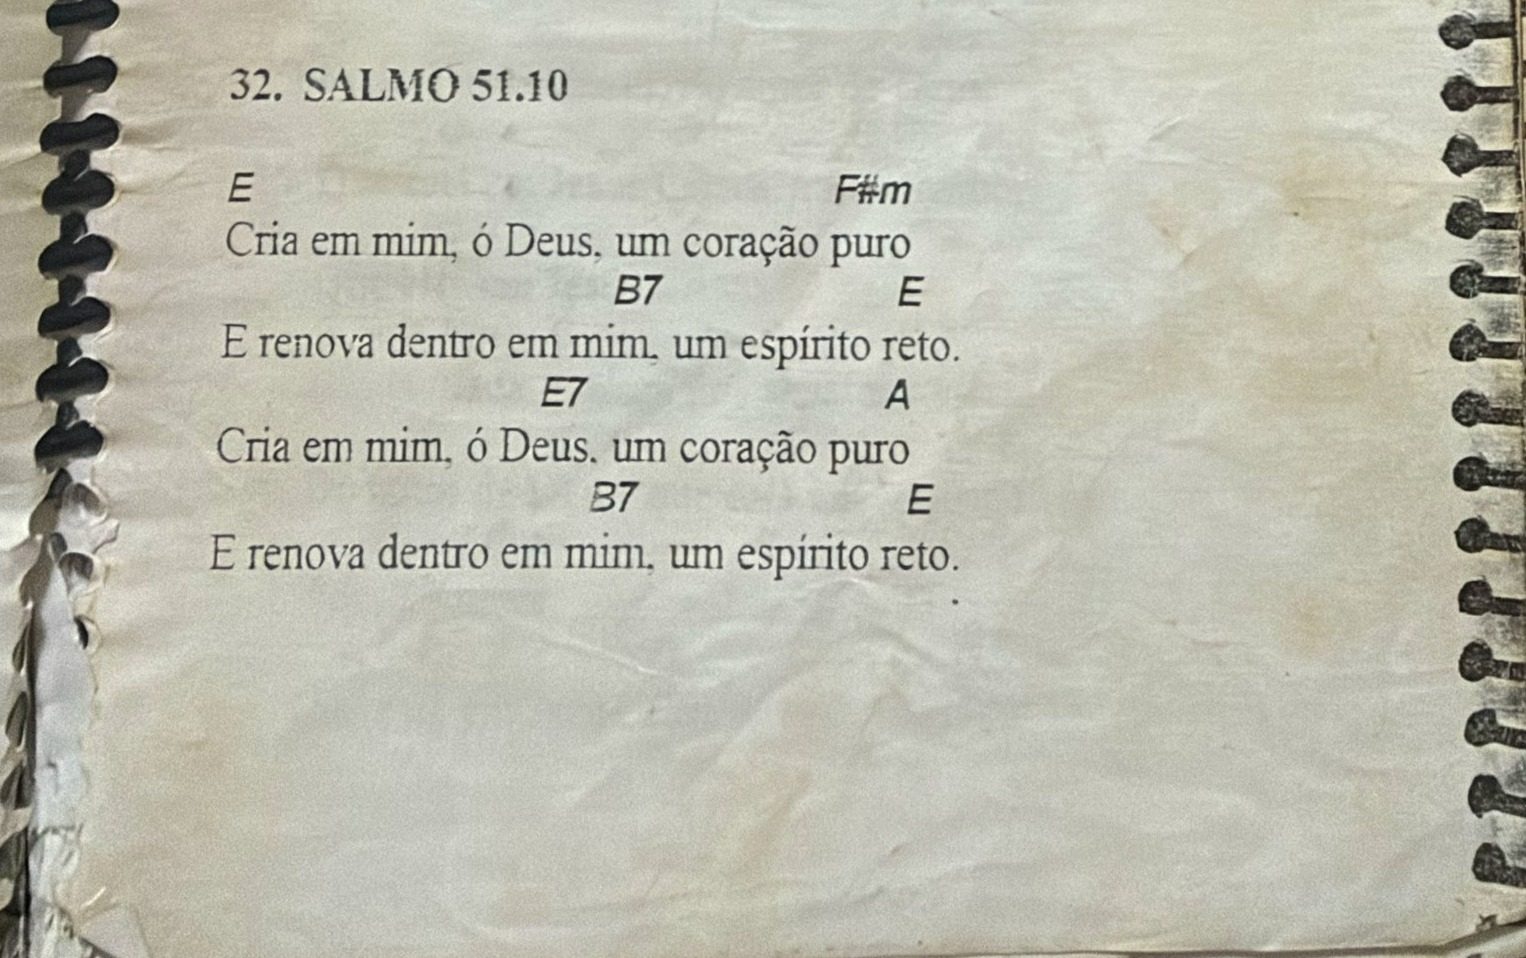 32. SALMO 51.10
E F#m
Cria em mim, ó Deus, um coração puro
B7 E
E renova dentro em mim, um espírito reto.
E7 A
Cria em mim, ó Deus, um coração puro
B7 E
E renova dentro em mim, um espírito reto.